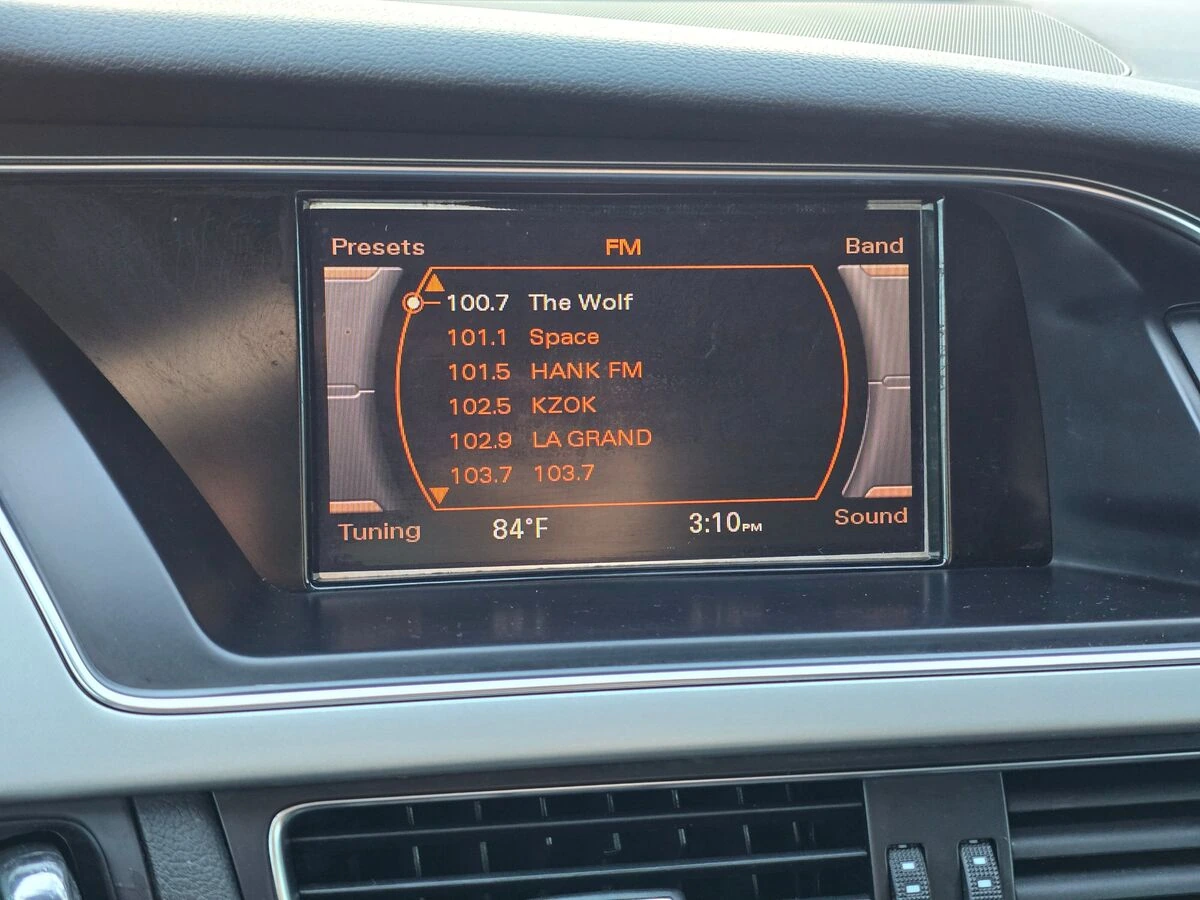 Presets FM Band
100.7 The Wolf
101.1 Space
101.5 HANK FM
102.5 KZOK
102.9 LA GRAND
103.7 103.7
Tuning 84°F 3:10PM Sound